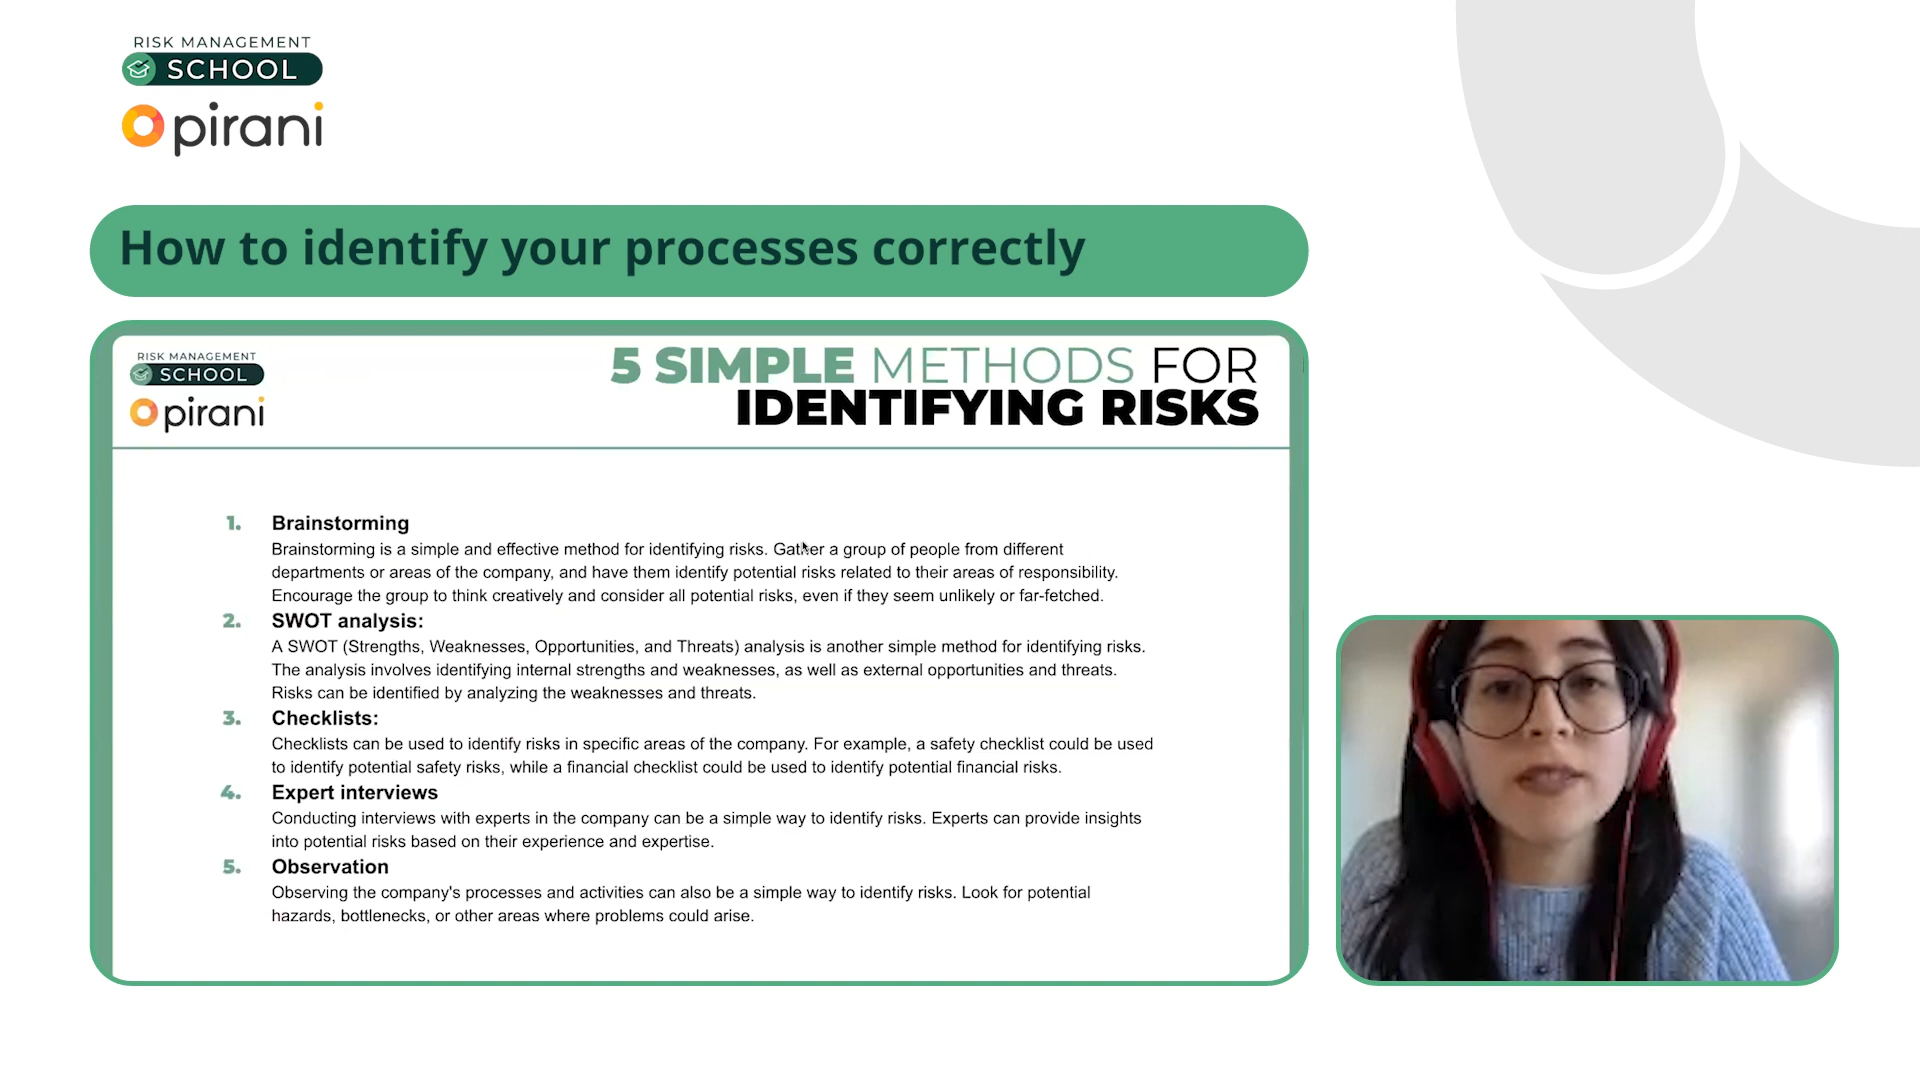 RISK MANAGEMENT
SCHOOL
pirani
How to identify your processes correctly
RISK MANAGEMENT
SCHOOL
pirani
5 SIMPLE METHODS FOR
IDENTIFYING RISKS
1. Brainstorming
Brainstorming is a simple and effective method for identifying risks. Gather a group of people from different
departments or areas of the company, and have them identify potential risks related to their areas of responsibility.
Encourage the group to think creatively and consider all potential risks, even if they seem unlikely or far-fetched.
2. SWOT analysis:
A SWOT (Strengths, Weaknesses, Opportunities, and Threats) analysis is another simple method for identifying risks.
The analysis involves identifying internal strengths and weaknesses, as well as external opportunities and threats.
Risks can be identified by analyzing the weaknesses and threats.
3. Checklists:
Checklists can be used to identify risks in specific areas of the company. For example, a safety checklist could be used
to identify potential safety risks, while a financial checklist could be used to identify potential financial risks.
4. Expert interviews
Conducting interviews with experts in the company can be a simple way to identify risks. Experts can provide insights
into potential risks based on their experience and expertise.
5. Observation
Observing the company's processes and activities can also be a simple way to identify risks. Look for potential
hazards, bottlenecks, or other areas where problems could arise.